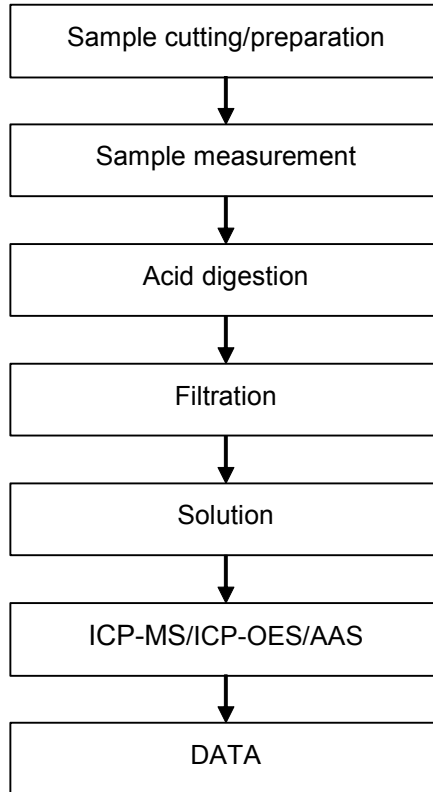 Sample cutting/preparation
Sample measurement
Acid digestion
Filtration
Solution
ICP-MS/ICP-OES/AAS
DATA